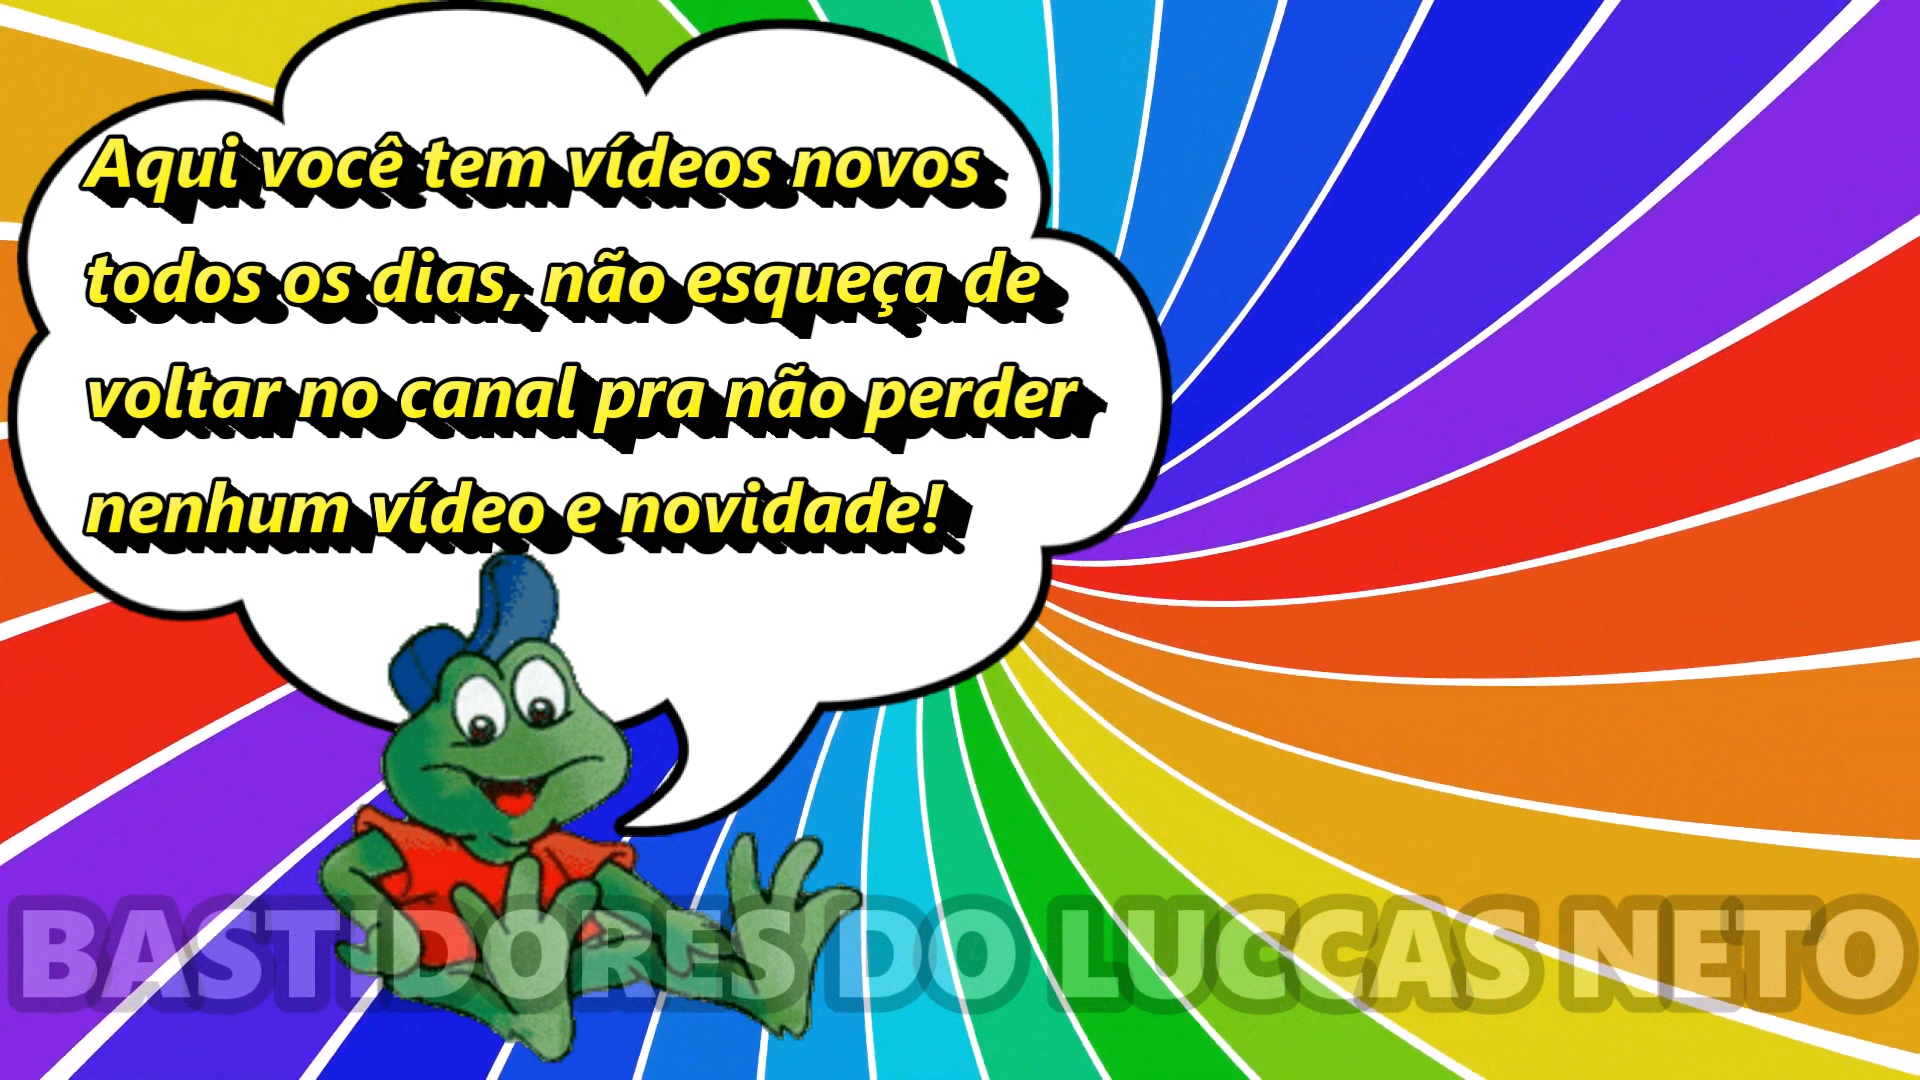 Aqui você tem vídeos novos
todos os dias, não esqueça de
voltar no canal pra não perder
nenhum vídeo e novidade!
BASTIDORES DO LUCCAS NETO